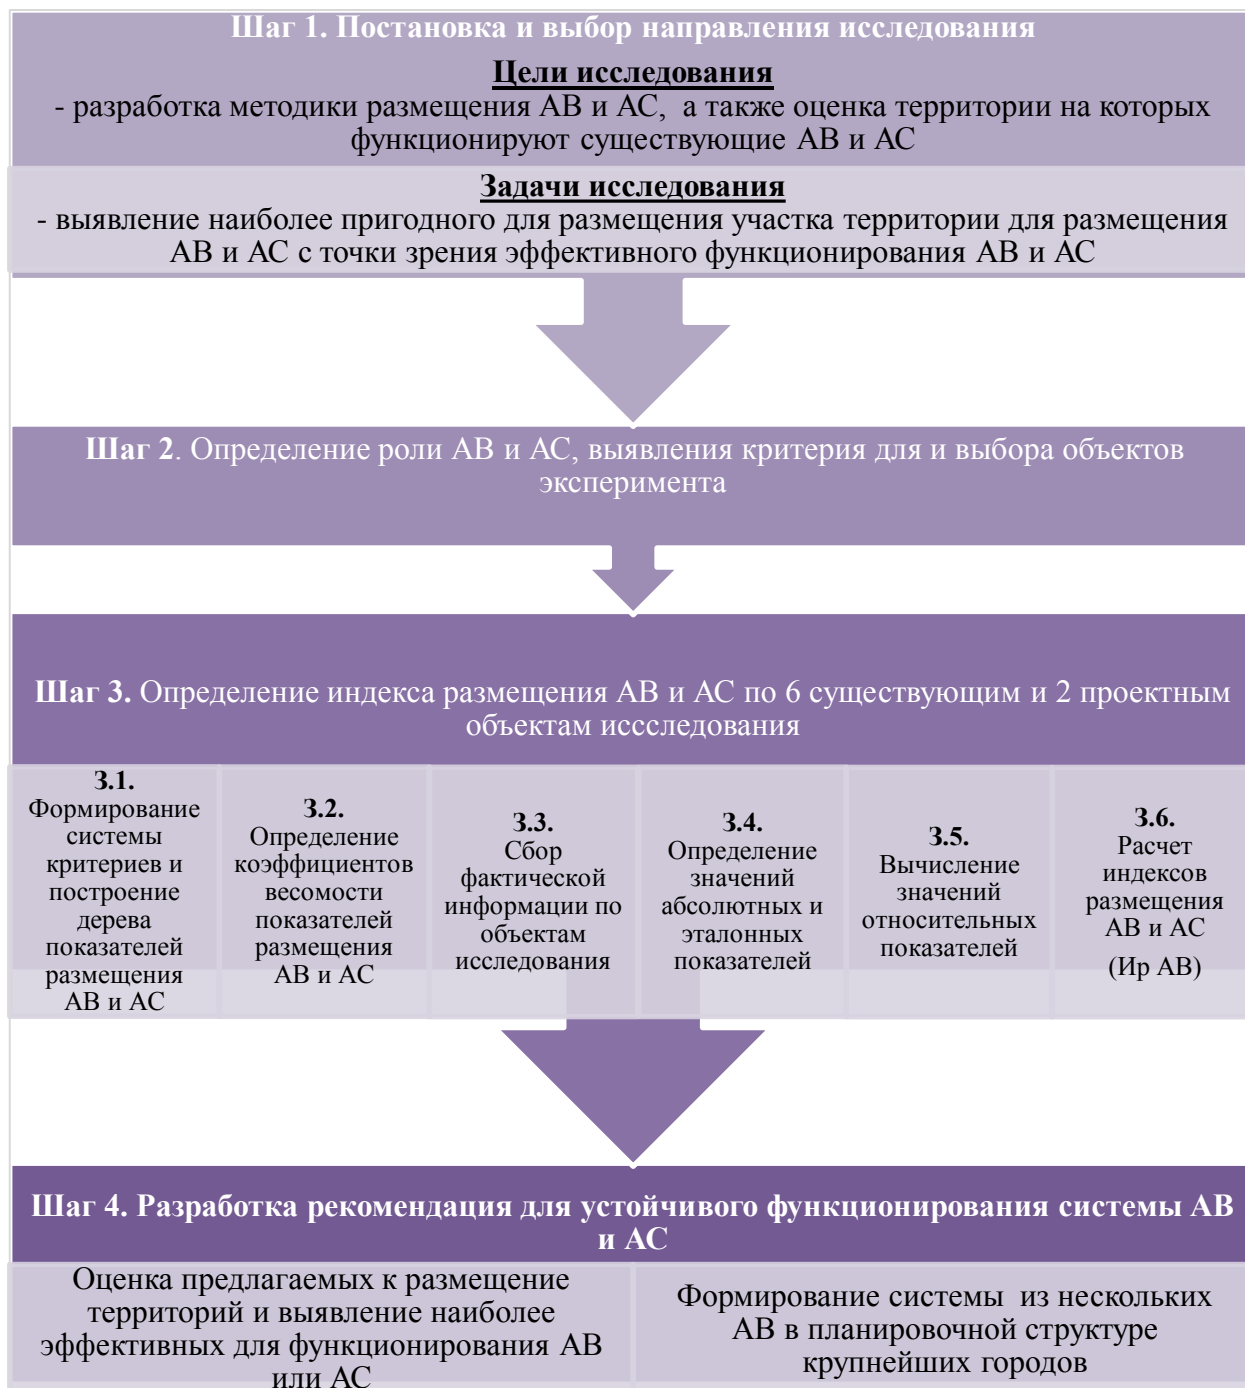 Шаг 1. Постановка и выбор направления исследования
Цели исследования
- разработка методики размещения АВ и АС, а также оценка территории на которых
функционируют существующие АВ и АС
Задачи исследования
- выявление наиболее пригодного для размещения участка территории для размещения
АВ и АС с точки зрения эффективного функционирования АВ и АС
Шаг 2. Определение роли АВ и АС, выявления критерия для и выбора объектов
эксперимента
Шаг 3. Определение индекса размещения АВ и АС по 6 существующим и 2 проектным
объектам иссследования
3.1.
Формирование
системы
критериев и
построение
дерева
показателей
размещения
АВ и АС
3.2.
Определение
коэффициентов
весомости
показателей
размещения
АВ и АС
3.3.
Сбор
фактической
информации по
объектам
исследования
3.4.
Определение
значений
абсолютных и
эталонных
показателей
3.5.
Вычисление
значений
относительных
показателей
3.6.
Расчет
индексов
размещения
АВ и АС
(Ир АВ)
Шаг 4. Разработка рекомендация для устойчивого функционирования системы АВ
и АС
Оценка предлагаемых к размещение
территорий и выявление наиболее
эффективных для функционирования АВ
или АС
Формирование системы из нескольких
АВ в планировочной структуре
крупнейших городов